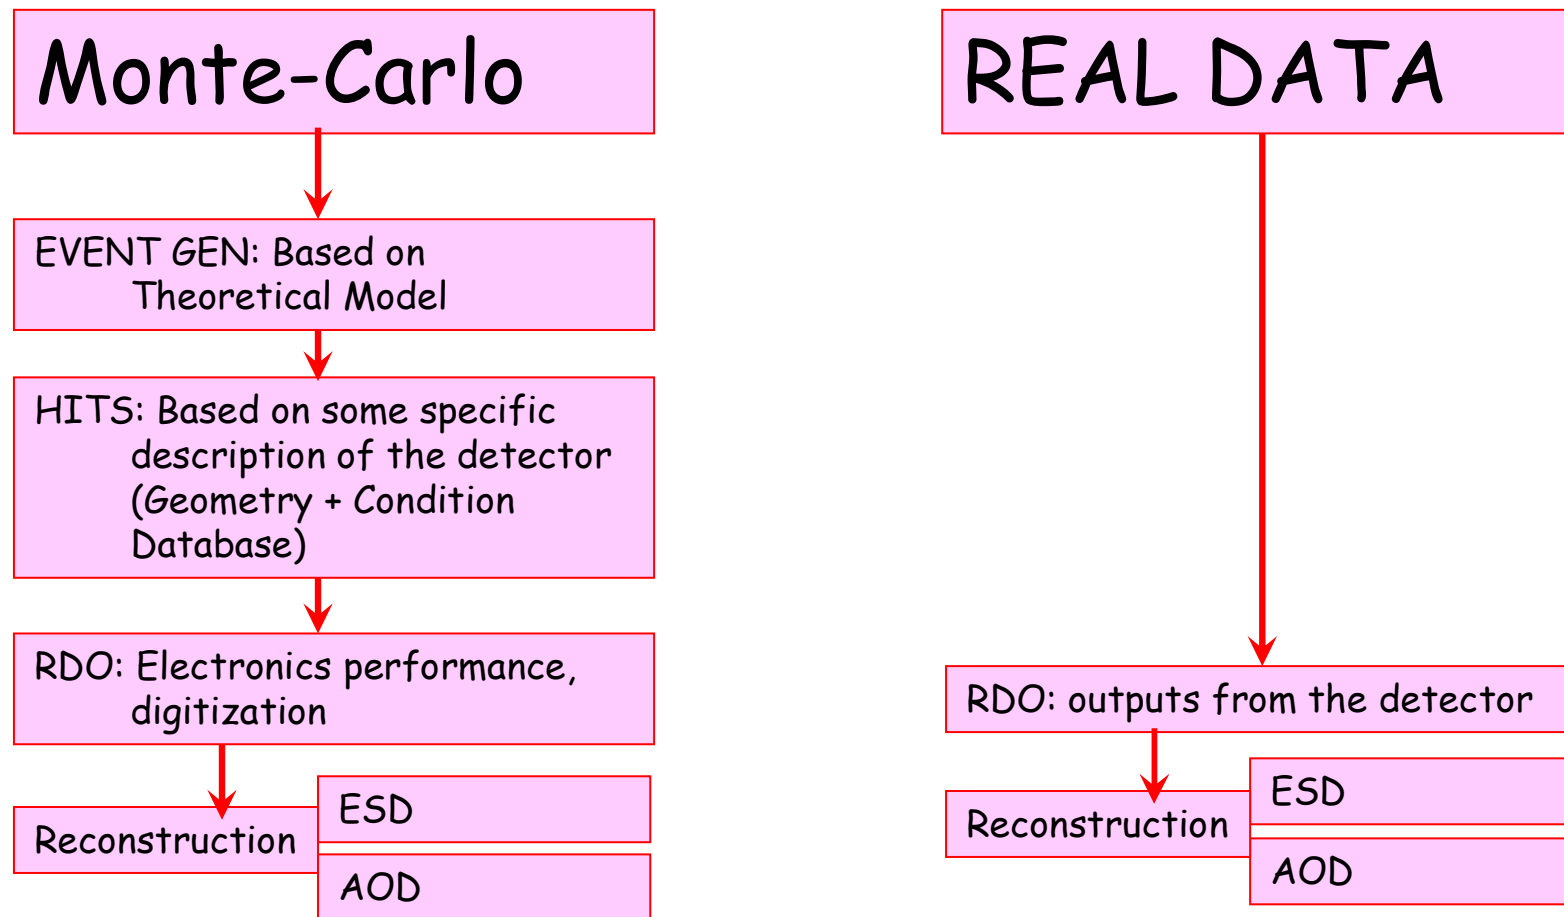 Monte-Carlo
EVENT GEN: Based on
Theoretical Model
HITS: Based on some specific
description of the detector
(Geometry + Condition
Database)
RDO: Electronics performance,
digitization
Reconstruction
ESD
AOD
REAL DATA
RDO: outputs from the detector
Reconstruction
ESD
AOD